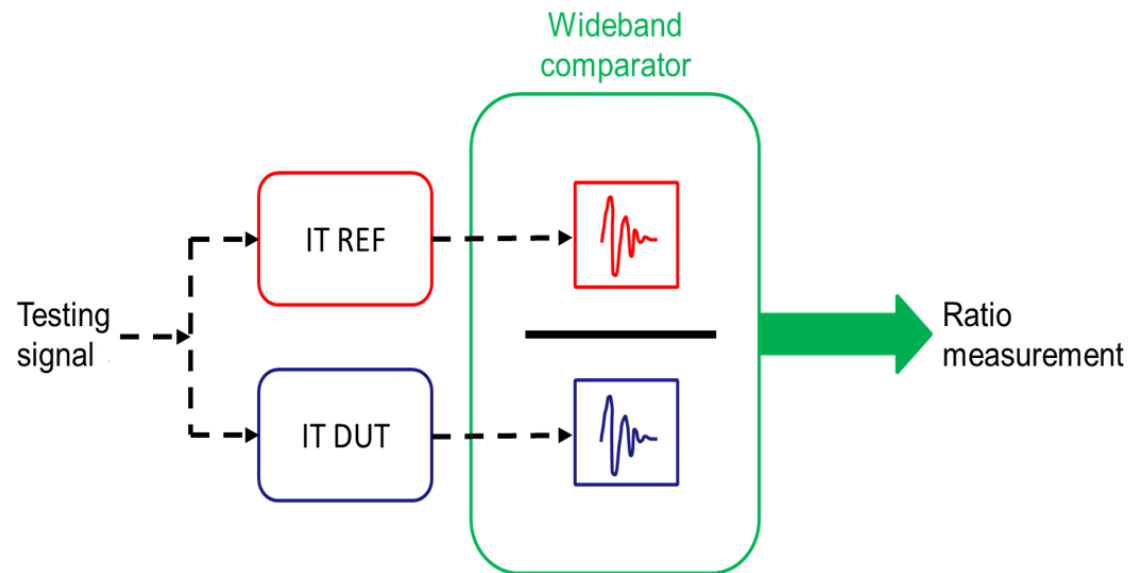 Wideband
comparator
IT REF
Testing
signal
Ratio
measurement
IT DUT